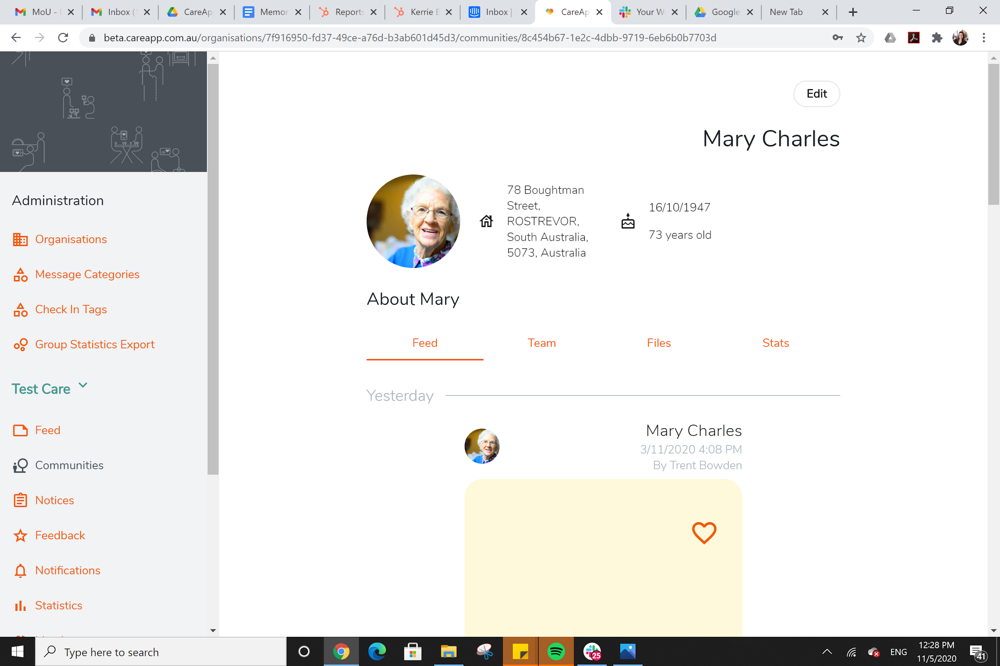 MoU -
Inbox (
CareAp
Memor
Reports
Kerrie
Inbox |
CareAp
Your W
Google
New Tab
beta.careapp.com.au/organisations/7f916950-fd37-49ce-a76d-b3ab601d45d3/communities/8c454b67-1e2c-4dbb-9719-6eb6b0b7703d
Administration
Organisations
Message Categories
Check In Tags
Group Statistics Export
Test Care
Feed
Communities
Notices
Feedback
Notifications
Statistics
Edit
Mary Charles
78 Boughtman
Street,
ROSTREVOR,
South Australia,
5073, Australia
16/10/1947
73 years old
About Mary
Feed
Team
Files
Stats
Yesterday
Mary Charles
3/11/2020 4:08 PM
By Trent Bowden
Type here to search
25
ENG
12:28 PM
11/5/2020
41